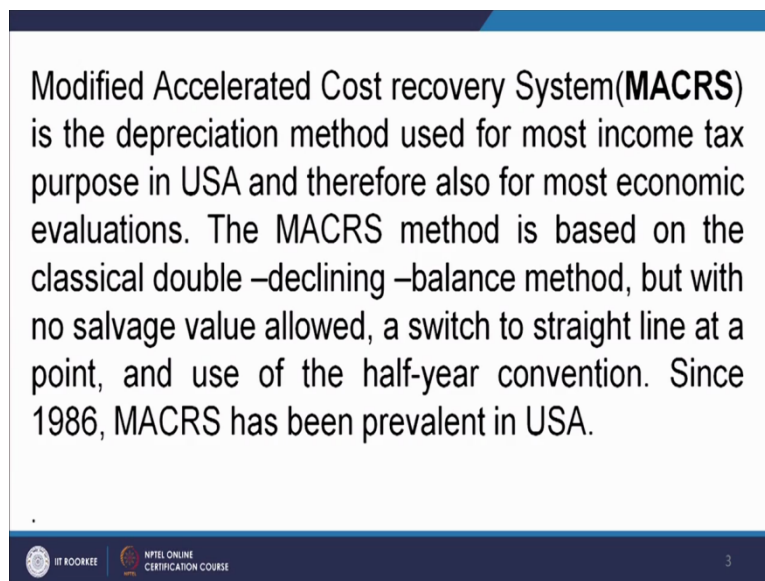 Modified Accelerated Cost recovery System(MACRS)
is the depreciation method used for most income tax
purpose in USA and therefore also for most economic
evaluations. The MACRS method is based on the
classical double –declining –balance method, but with
no salvage value allowed, a switch to straight line at a
point, and use of the half-year convention. Since
1986, MACRS has been prevalent in USA.
.
IIT ROORKEE
NPTEL ONLINE
CERTIFICATION COURSE
3